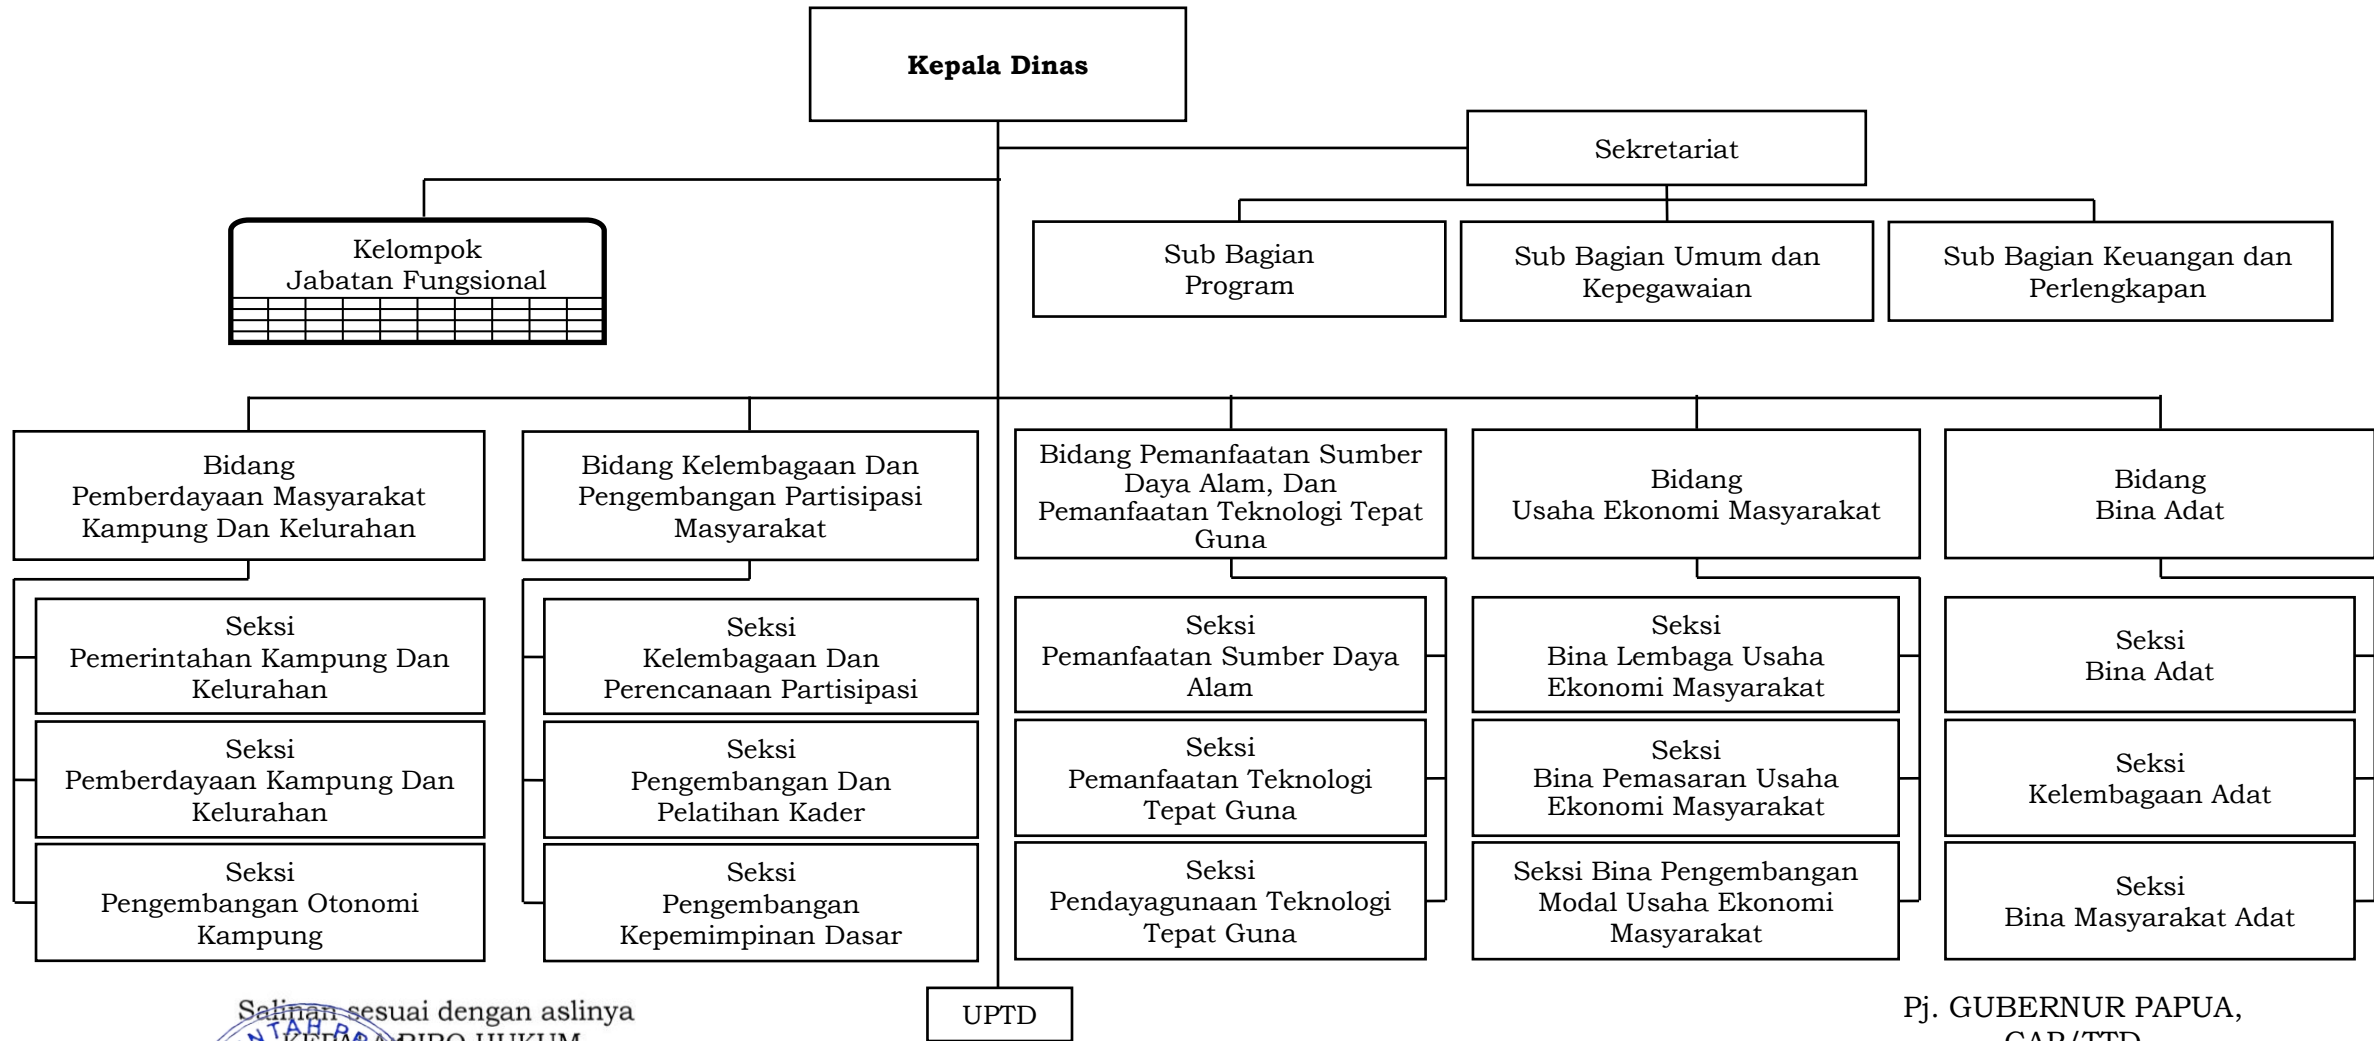 Kepala Dinas
Sekretariat
Kelompok
Jabatan Fungsional
Sub Bagian
Program
Sub Bagian Umum dan
Kepegawaian
Sub Bagian Keuangan dan
Perlengkapan
Bidang
Pemberdayaan Masyarakat
Kampung Dan Kelurahan
Bidang Kelembagaan Dan
Pengembangan Partisipasi
Masyarakat
Bidang Pemanfaatan Sumber
Daya Alam, Dan
Pemanfaatan Teknologi Tepat
Guna
Bidang
Usaha Ekonomi Masyarakat
Bidang
Bina Adat
Seksi
Pemerintahan Kampung Dan
Kelurahan
Seksi
Kelembagaan Dan
Perencanaan Partisipasi
Seksi
Pemanfaatan Sumber Daya
Alam
Seksi
Bina Lembaga Usaha
Ekonomi Masyarakat
Seksi
Bina Adat
Seksi
Pemberdayaan Kampung Dan
Kelurahan
Seksi
Pengembangan Dan
Pelatihan Kader
Seksi
Pemanfaatan Teknologi
Tepat Guna
Seksi
Bina Pemasaran Usaha
Ekonomi Masyarakat
Seksi
Kelembagaan Adat
Seksi
Pengembangan Otonomi
Kampung
Seksi
Pengembangan
Kepemimpinan Dasar
Seksi
Pendayagunaan Teknologi
Tepat Guna
Seksi Bina Pengembangan
Modal Usaha Ekonomi
Masyarakat
Seksi
Bina Masyarakat Adat
UPTD
Salinan sesuai dengan aslinya
KEPALA BIRO HUKUM
Pj. GUBERNUR PAPUA,
CAP/TTD